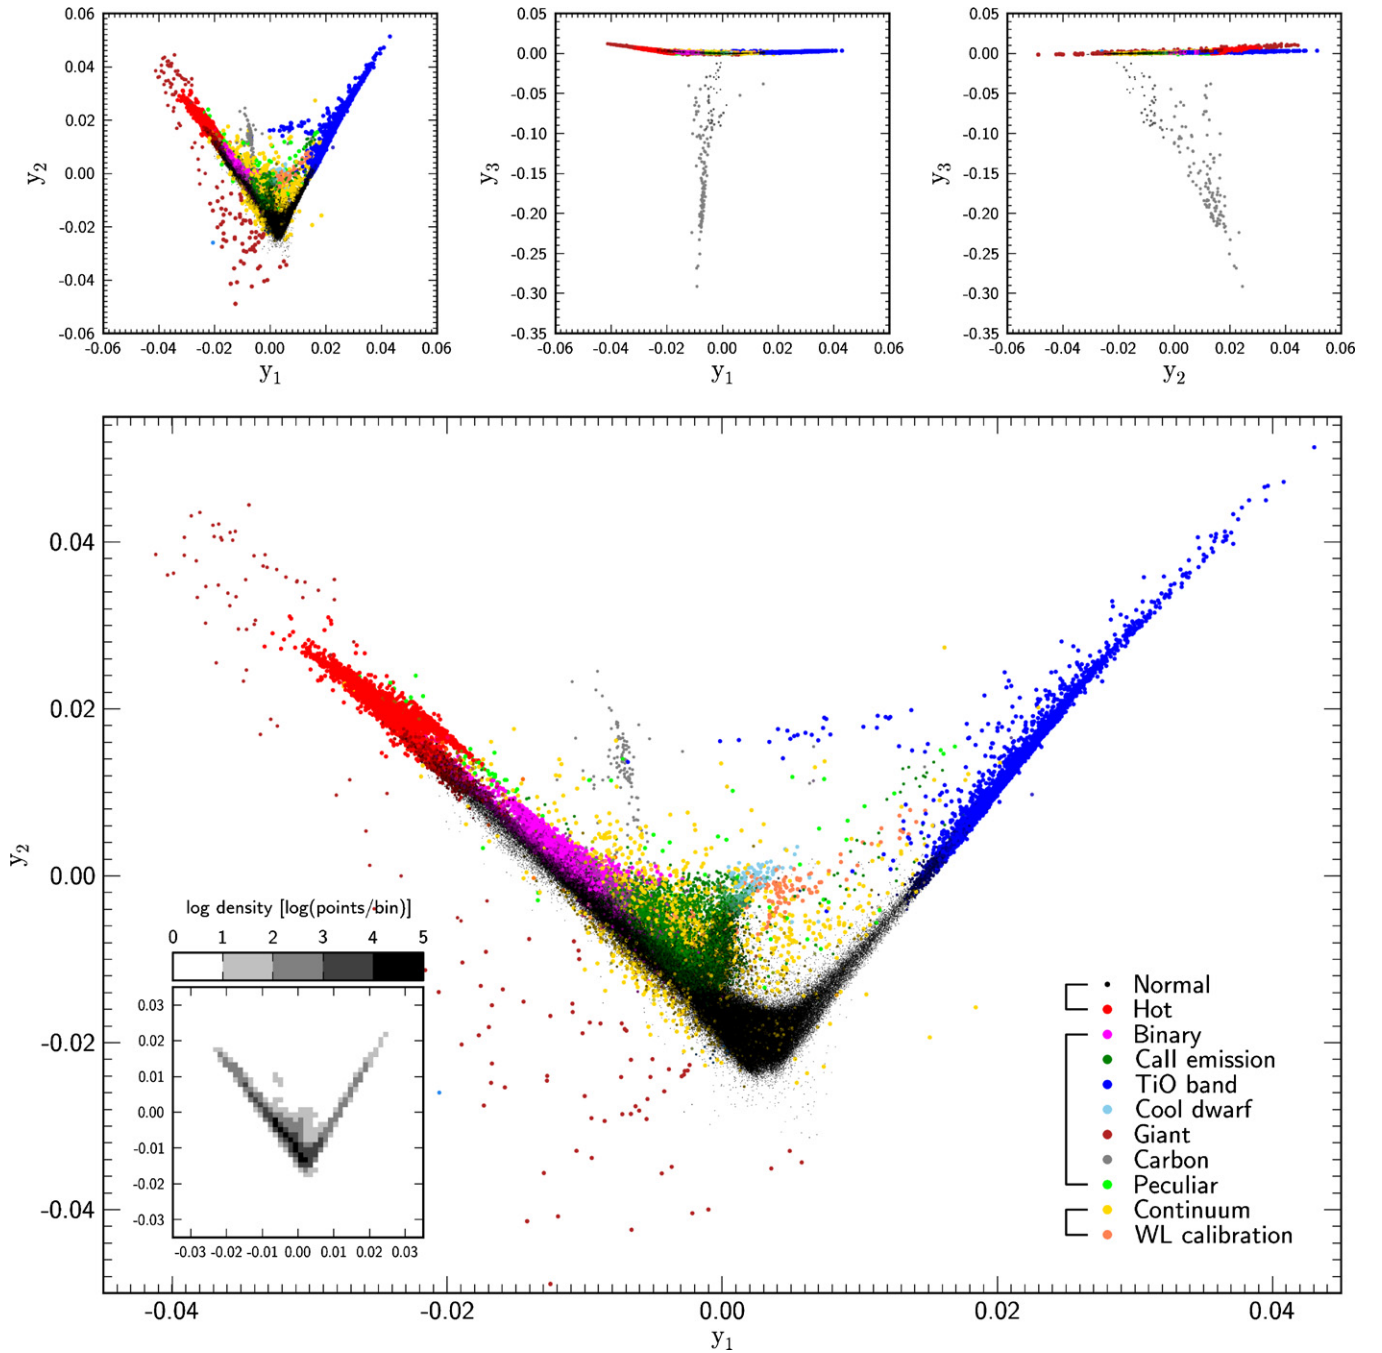 0.06
0.04
0.02
0.00
-0.02
-0.04
-0.06
y2
-0.06 -0.04 -0.02 0.00 0.02 0.04 0.06
y1
0.05
0.00
-0.05
-0.10
-0.15
-0.20
-0.25
-0.30
-0.35
y3
-0.06 -0.04 -0.02 0.00 0.02 0.04 0.06
y1
0.05
0.00
-0.05
-0.10
-0.15
-0.20
-0.25
-0.30
-0.35
y3
-0.06 -0.04 -0.02 0.00 0.02 0.04 0.06
y2
0.04
0.02
0.00
-0.02
-0.04
y2
log density [log(points/bin)]
0 1 2 3 4 5
0.03
0.02
0.01
0.00
-0.01
-0.02
-0.03
-0.03 -0.02 -0.01 0.00 0.01 0.02 0.03
Normal
Hot
Binary
CaII emission
TiO band
Cool dwarf
Giant
Carbon
Peculiar
Continuum
WL calibration
-0.04 -0.02 0.00 0.02 0.04
y1